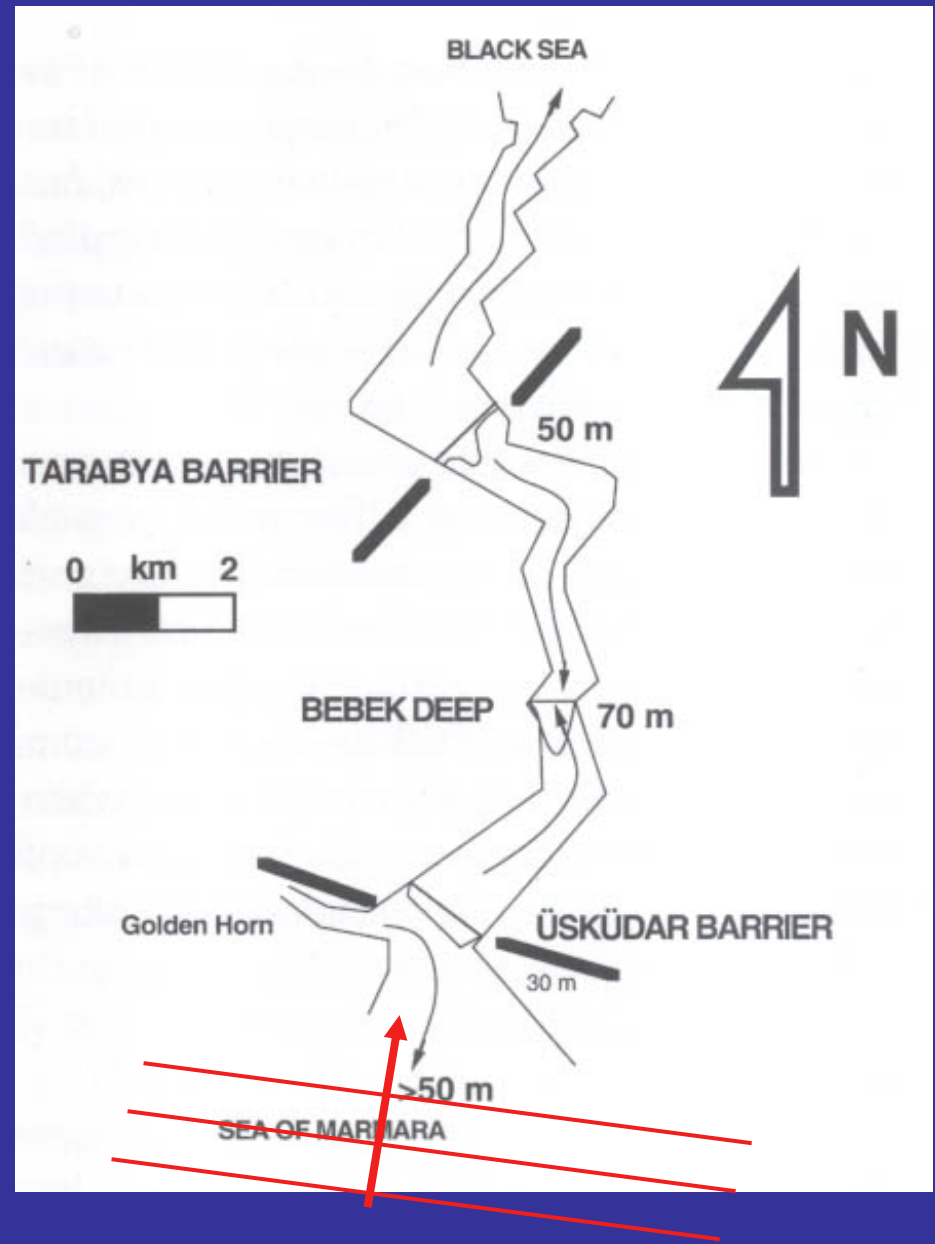 BLACK SEA
N
50 m
TARABYA BARRIER
0 km 2
BEBEK DEEP
70 m
Golden Horn
ÜSKÜDAR BARRIER
30 m
>50 m
SEA OF MARMARA